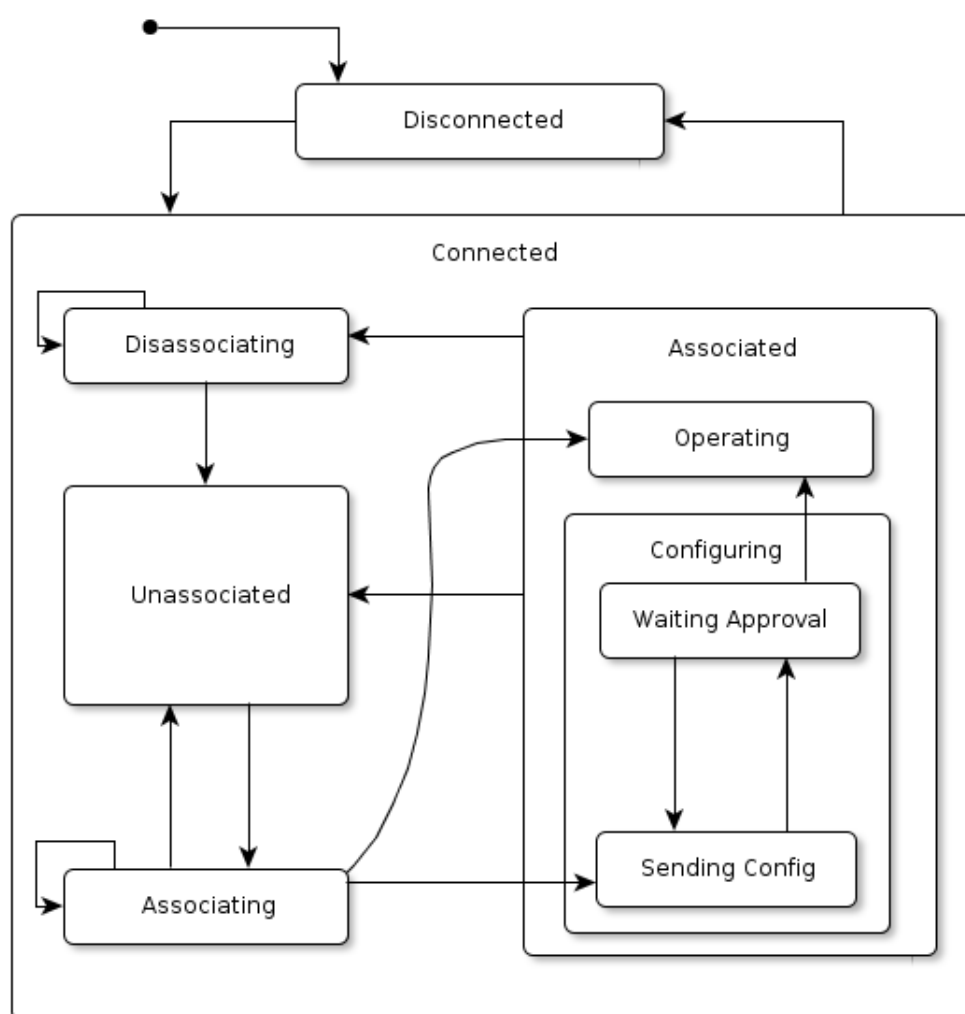 Disconnected
Connected
Disassociating
Associated
Operating
Configuring
Unassociated
Waiting Approval
Sending Config
Associating